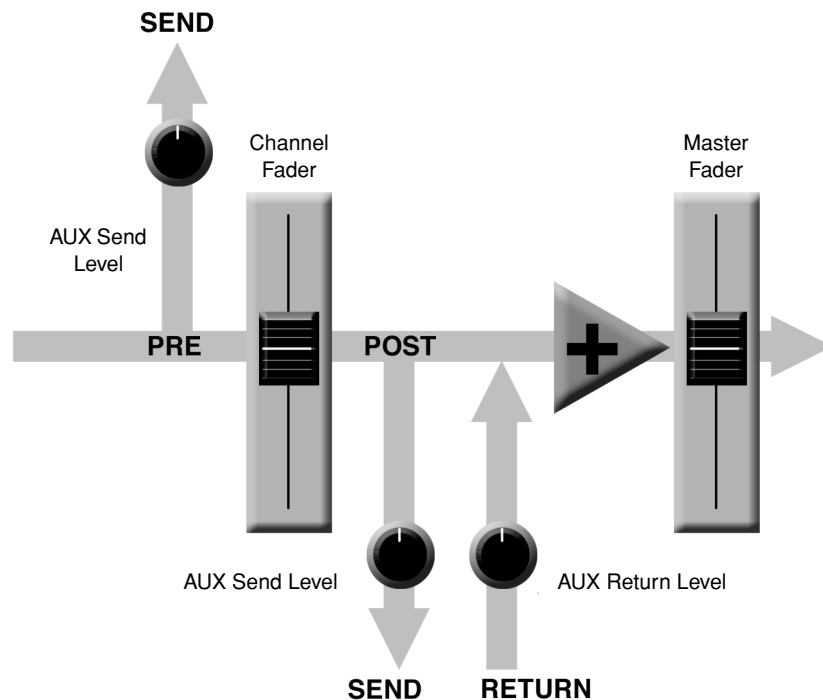 SEND
Channel
Fader
Master
Fader
AUX Send
Level
PRE
POST
AUX Send Level
AUX Return Level
SEND
RETURN